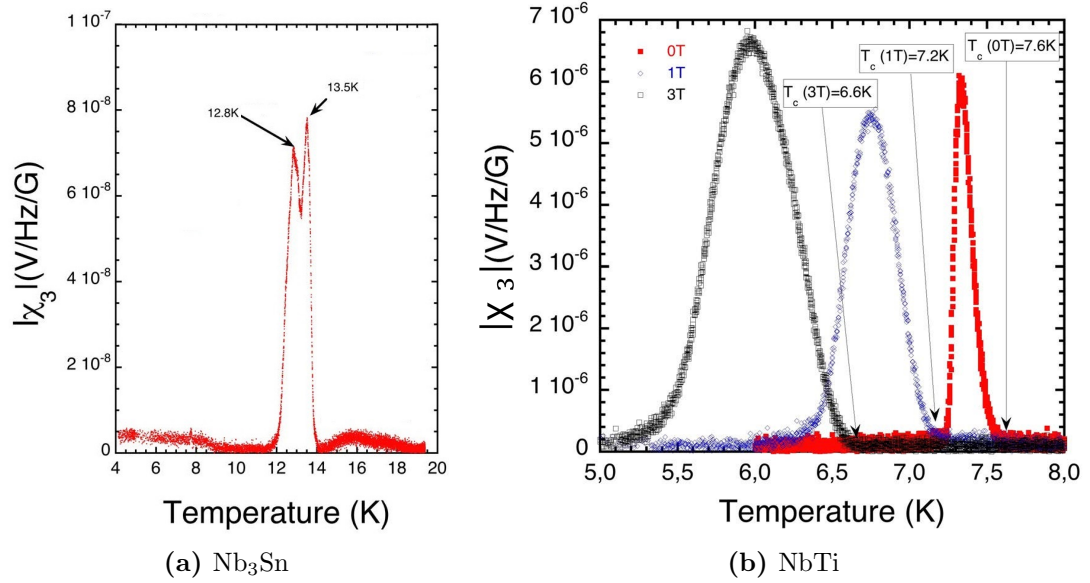 1 10⁻⁷
8 10⁻⁸
6 10⁻⁸
4 10⁻⁸
2 10⁻⁸
0
4 6 8 10 12 14 16 18 20
|χ₃|(V/Hz/G)
Temperature (K)
12.8K
13.5K
(a) Nb₃Sn
7 10⁻⁶
6 10⁻⁶
5 10⁻⁶
4 10⁻⁶
3 10⁻⁶
2 10⁻⁶
1 10⁻⁶
0
5,0 5,5 6,0 6,5 7,0 7,5 8,0
|X ₃|(V/Hz/G)
Temperature (K)
0T
1T
3T
T_c (3T)=6.6K
T_c (1T)=7.2K
T_c (0T)=7.6K
(b) NbTi